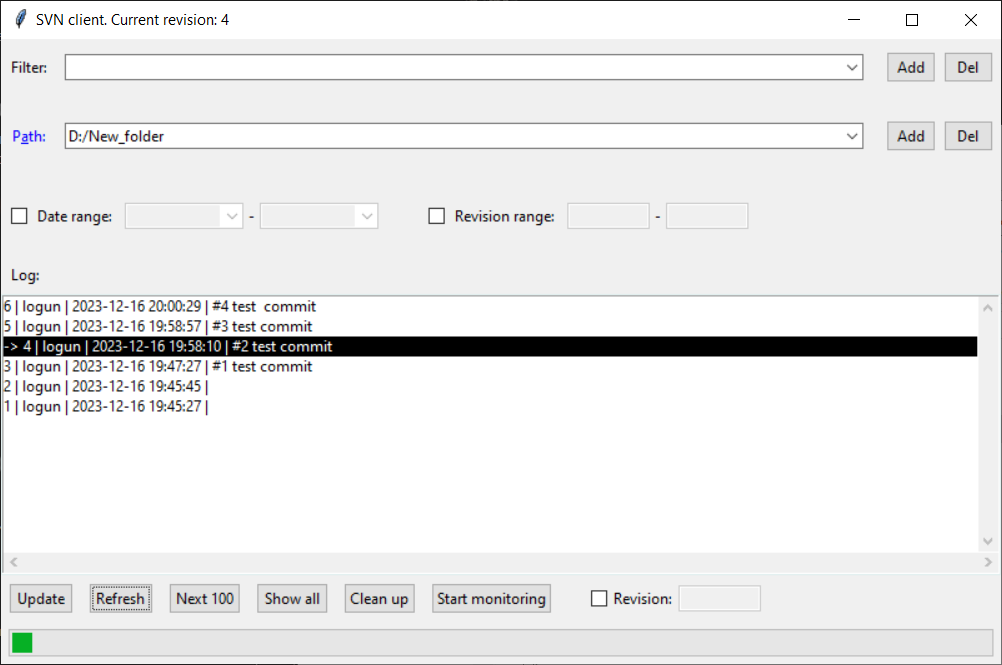 SVN client. Current revision: 4
Filter: Add Del
Path: D:/New_folder Add Del
Date range: - Revision range: -
Log:
6 | logun | 2023-12-16 20:00:29 | #4 test  commit
5 | logun | 2023-12-16 19:58:57 | #3 test commit
-> 4 | logun | 2023-12-16 19:58:10 | #2 test commit
3 | logun | 2023-12-16 19:47:27 | #1 test commit
2 | logun | 2023-12-16 19:45:45 |
1 | logun | 2023-12-16 19:45:27 |
Update Refresh Next 100 Show all Clean up Start monitoring Revision: